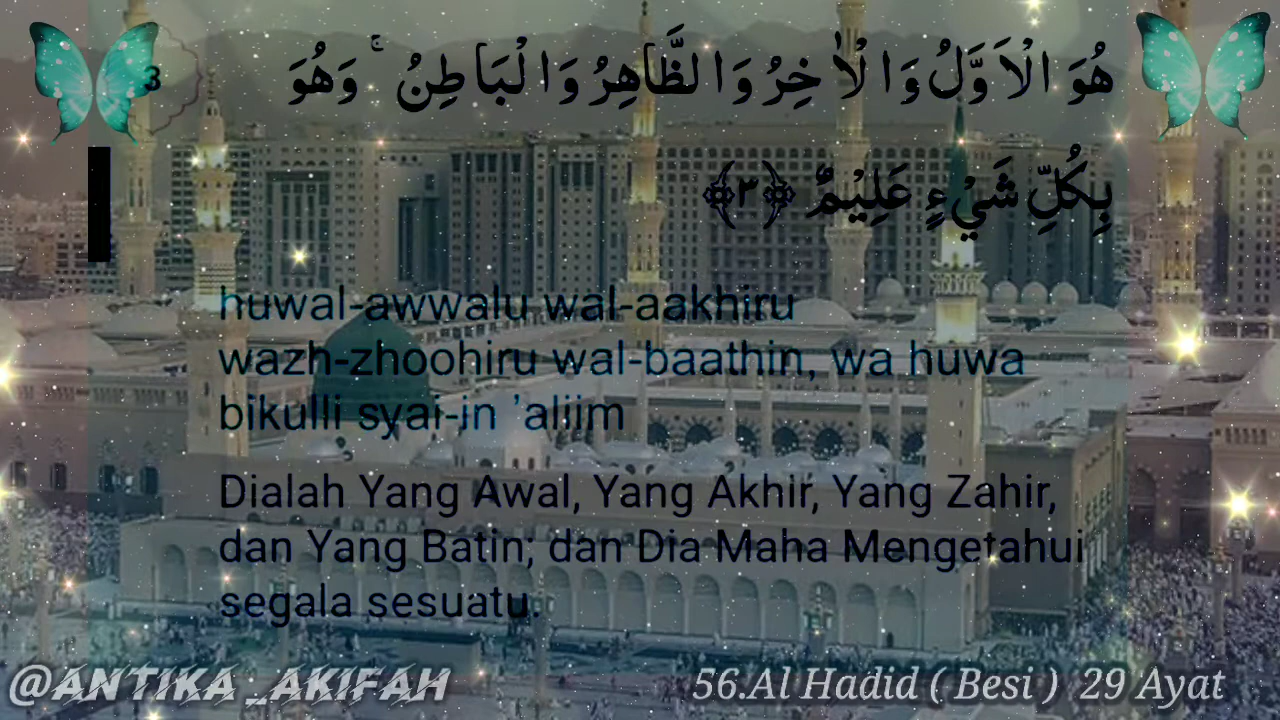 3
هُوَ الْاَوَّلُ وَالْاٰخِرُ وَالظَّاهِرُ وَالْبَاطِنُ ۚ وَهُوَ
بِكُلِّ شَيْءٍ عَلِيْمٌ ﴿٣﴾
huwal-awwalu wal-aakhiru
wazh-zhoohiru wal-baathin, wa huwa
bikulli syai-in 'aliim
Dialah Yang Awal, Yang Akhir, Yang Zahir,
dan Yang Batin; dan Dia Maha Mengetahui
segala sesuatu.
@ANTIKA_AKIFAH
56.Al Hadid ( Besi ) 29 Ayat